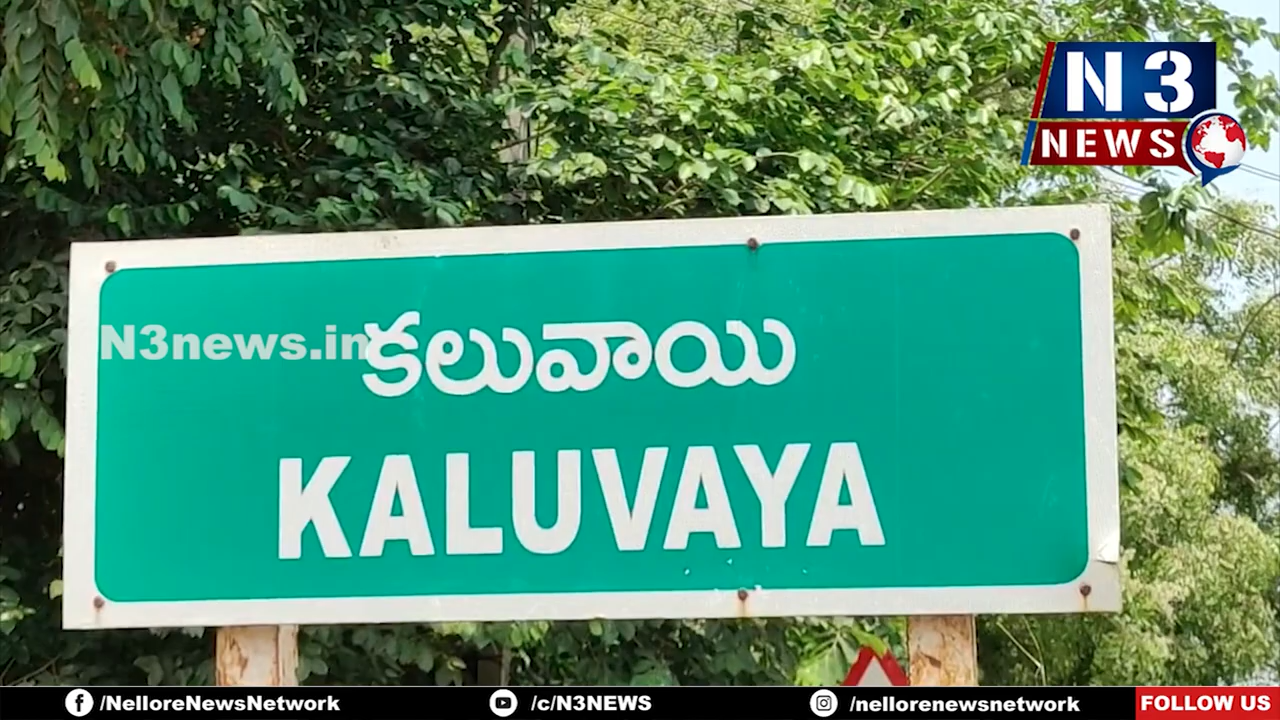 N3
NEWS
N3news.in
కలువాయి
KALUVAYA
/NelloreNewsNetwork
/c/N3NEWS
/nellorenewsnetwork
FOLLOW US